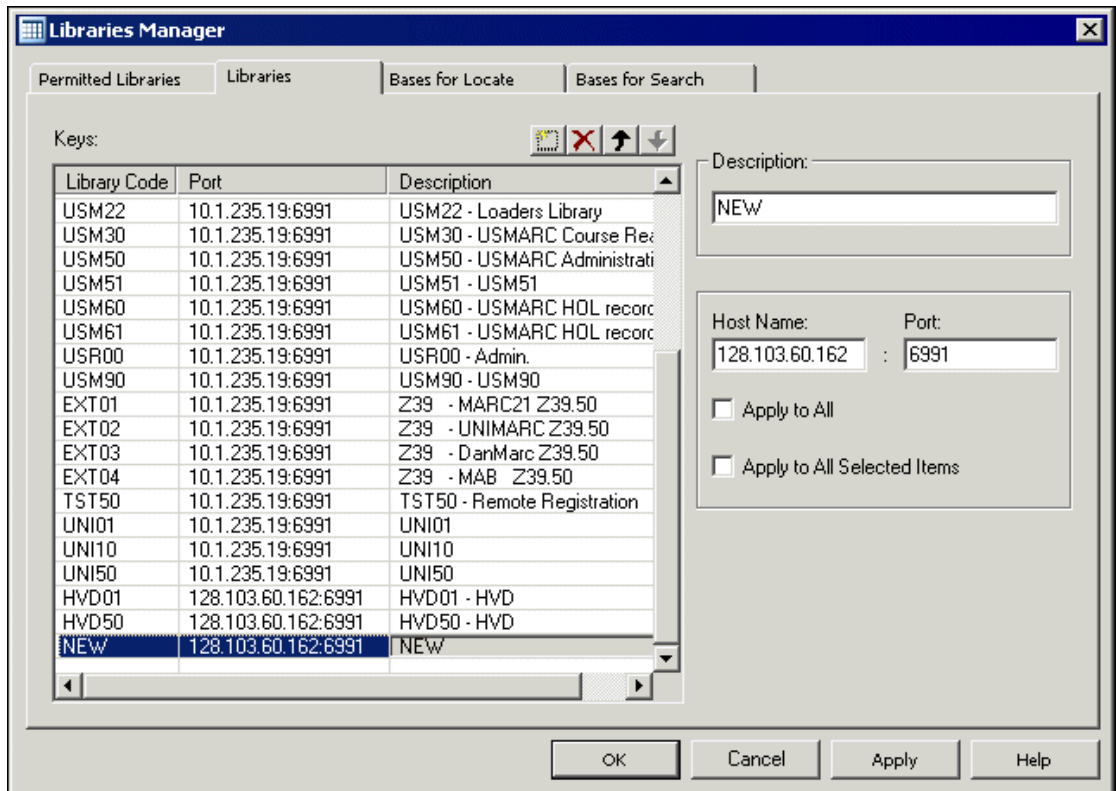 Libraries Manager
Permitted Libraries Libraries Bases for Locate Bases for Search
Keys:
Library Code Port Description
USM22 10.1.235.19:6991 USM22 - Loaders Library
USM30 10.1.235.19:6991 USM30 - USMARC Course Rea
USM50 10.1.235.19:6991 USM50 - USMARC Administrati
USM51 10.1.235.19:6991 USM51 - USM51
USM60 10.1.235.19:6991 USM60 - USMARC HOL record
USM61 10.1.235.19:6991 USM61 - USMARC HOL record
USR00 10.1.235.19:6991 USR00 - Admin.
USM90 10.1.235.19:6991 USM90 - USM90
EXT01 10.1.235.19:6991 Z39 - MARC21 Z39.50
EXT02 10.1.235.19:6991 Z39 - UNIMARC Z39.50
EXT03 10.1.235.19:6991 Z39 - DanMarc Z39.50
EXT04 10.1.235.19:6991 Z39 - MAB Z39.50
TST50 10.1.235.19:6991 TST50 - Remote Registration
UNI01 10.1.235.19:6991 UNI01
UNI10 10.1.235.19:6991 UNI10
UNI50 10.1.235.19:6991 UNI50
HVD01 128.103.60.162:6991 HVD01 - HVD
HVD50 128.103.60.162:6991 HVD50 - HVD
NEW 128.103.60.162:6991 NEW
Description:
NEW
Host Name: Port:
128.103.60.162 : 6991
Apply to All
Apply to All Selected Items
OK Cancel Apply Help